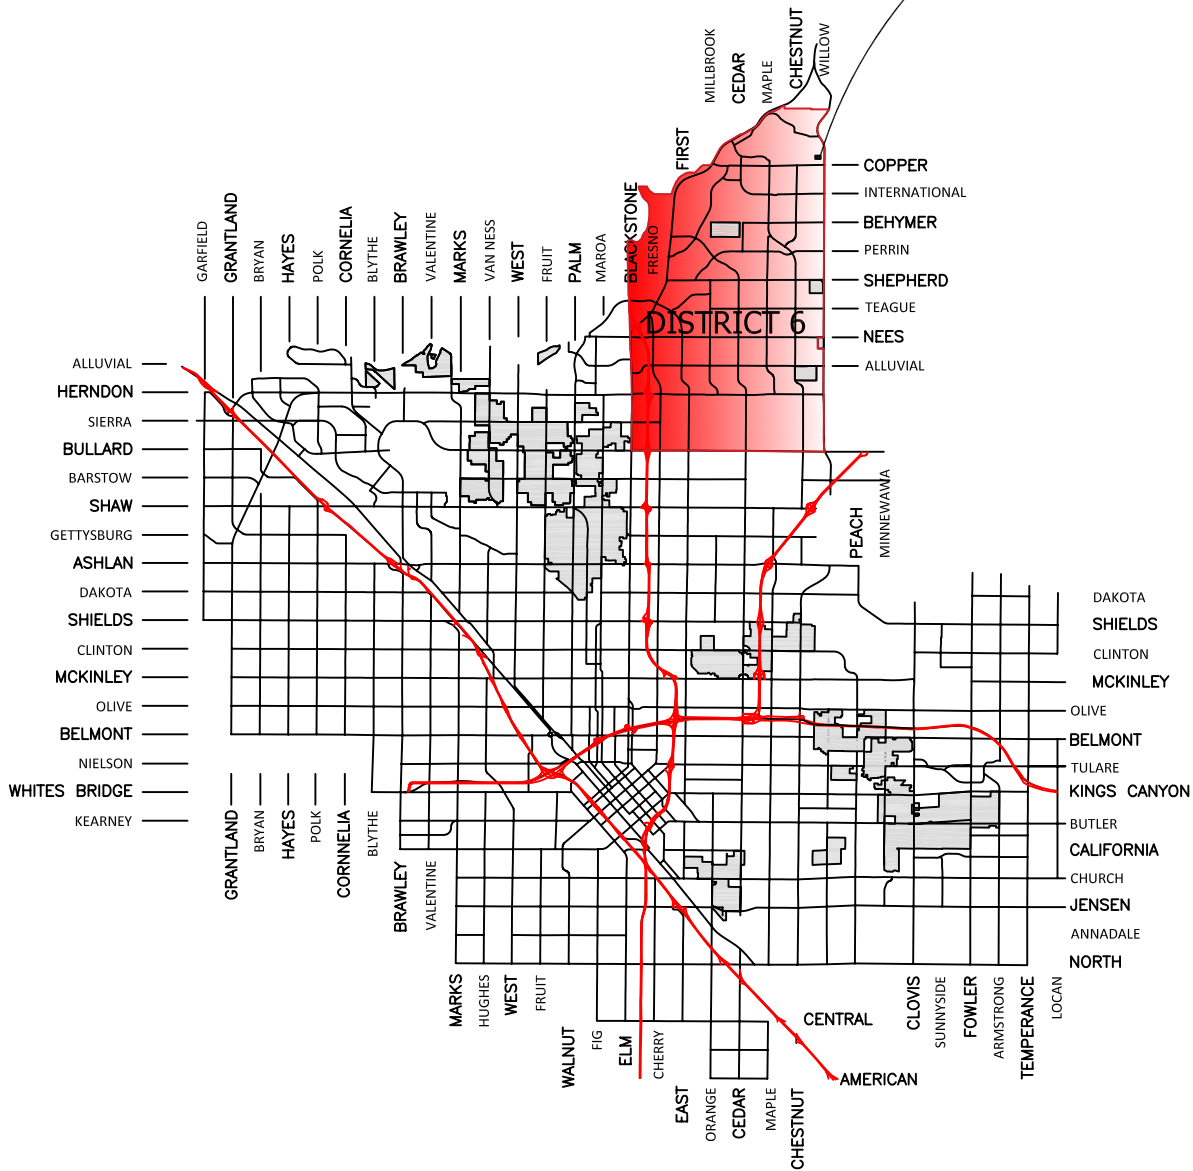 MILLBROOK
CEDAR
MAPLE
CHESTNUT
WILLOW
FIRST
BLACKSTONE
FRESNO
COPPER
INTERNATIONAL
BEHYMER
PERRIN
SHEPHERD
TEAGUE
NEES
ALLUVIAL
DISTRICT 6
GARFIELD
GRANTLAND
BRYAN
HAYES
POLK
CORNELIA
BLYTHE
BRAWLEY
VALENTINE
MARKS
VAN NESS
WEST
FRUIT
PALM
MAROA
ALLUVIAL
HERNDON
SIERRA
BULLARD
BARSTOW
SHAW
GETTYSBURG
ASHLAN
DAKOTA
SHIELDS
CLINTON
MCKINLEY
OLIVE
BELMONT
NIELSON
WHITES BRIDGE
KEARNEY
PEACH
MINNEWAWA
DAKOTA
SHIELDS
CLINTON
MCKINLEY
OLIVE
BELMONT
TULARE
KINGS CANYON
BUTLER
CALIFORNIA
CHURCH
JENSEN
ANNADALE
NORTH
GRANTLAND
BRYAN
HAYES
POLK
CORNNELIA
BLYTHE
BRAWLEY
VALENTINE
MARKS
HUGHES
WEST
FRUIT
WALNUT
FIG
ELM
CHERRY
EAST
ORANGE
CEDAR
MAPLE
CHESTNUT
CENTRAL
AMERICAN
CLOVIS
SUNNYSIDE
FOWLER
ARMSTRONG
TEMPERANCE
LOCAN